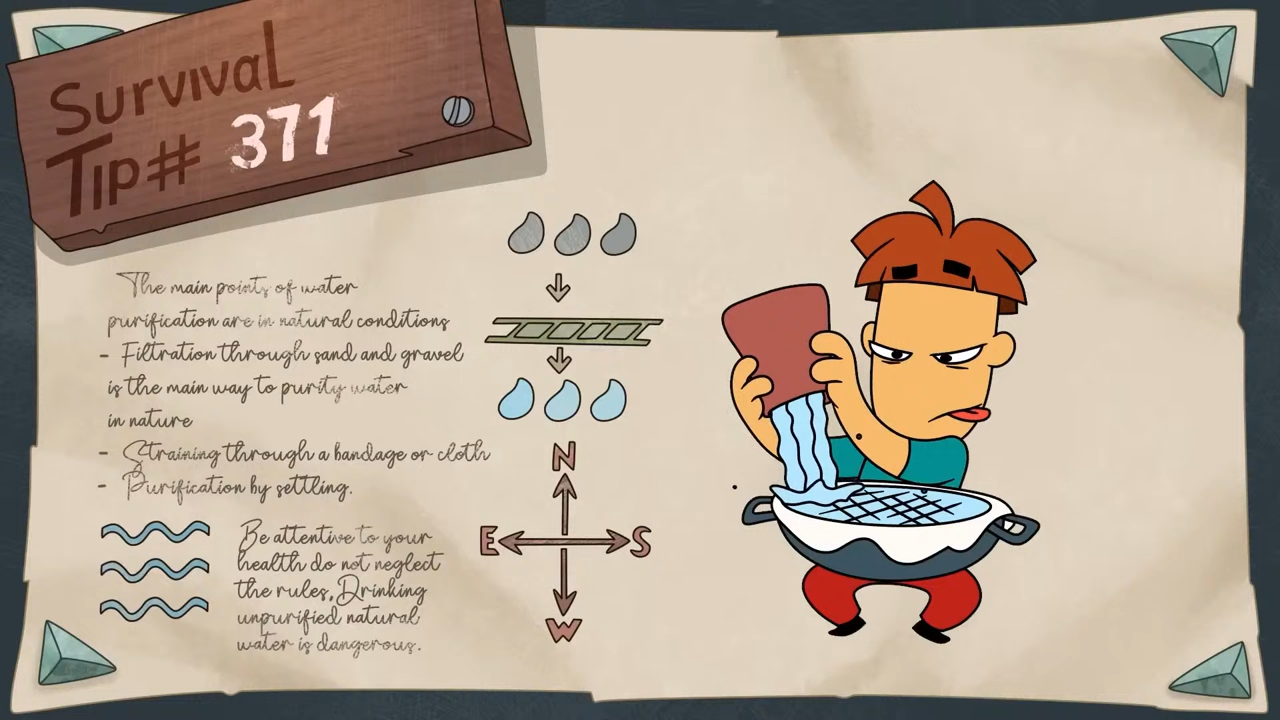 Survival
Tip# 371
The main points of water
purification are in natural conditions
- Filtration through sand and gravel
is the main way to purity water
in nature
- Straining through a bandage or cloth
- Purification by settling.
Be attentive to your
health do not neglect
the rules, Drinking
unpurified natural
water is dangerous.
N
E S
W